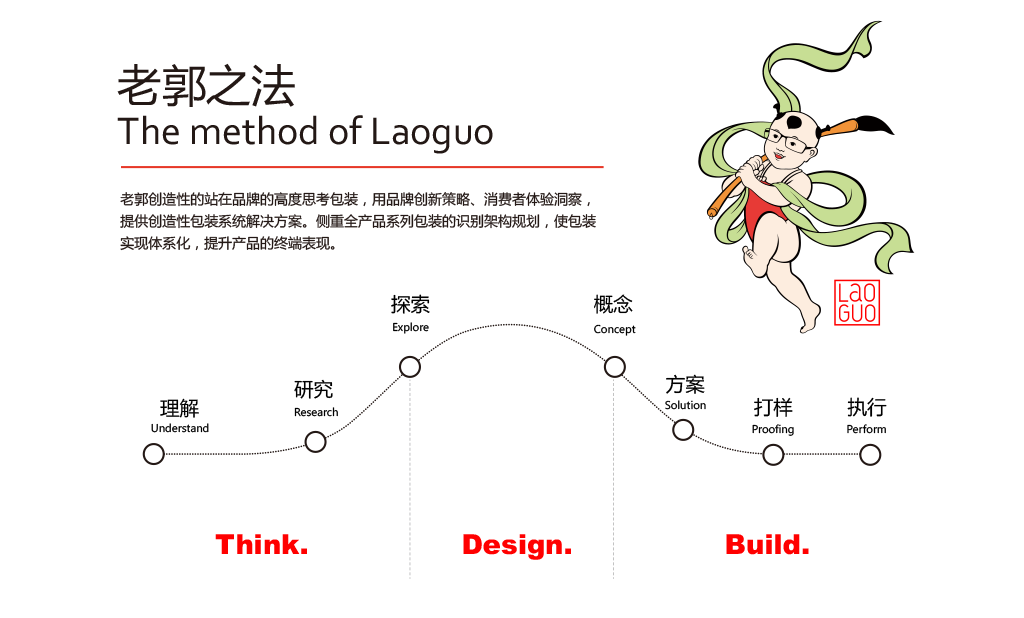 老郭之法
The method of Laoguo
老郭创造性的站在品牌的高度思考包装，用品牌创新策略、消费者体验洞察，
提供创造性包装系统解决方案。侧重全产品系列包装的识别架构规划，使包装
实现体系化，提升产品的终端表现。
LAO
GUO
探索
Explore
概念
Concept
研究
Research
方案
Solution
理解
Understand
打样
Proofing
执行
Perform
Think.
Design.
Build.